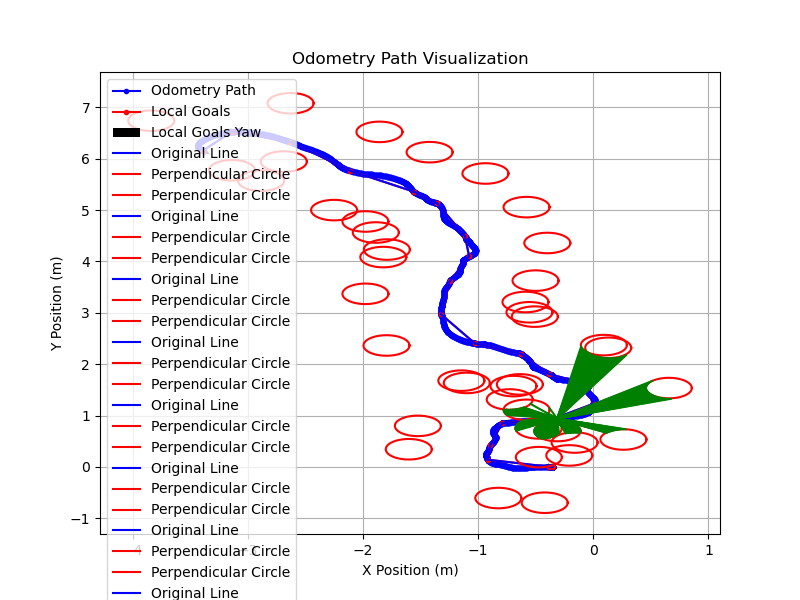 Odometry Path Visualization
Y Position (m)
7
6
5
4
3
2
1
0
−1
Odometry Path
Local Goals
Local Goals Yaw
Original Line
Perpendicular Circle
Perpendicular Circle
Original Line
Perpendicular Circle
Perpendicular Circle
Original Line
Perpendicular Circle
Perpendicular Circle
Original Line
Perpendicular Circle
Perpendicular Circle
Original Line
Perpendicular Circle
Perpendicular Circle
Original Line
Perpendicular Circle
Perpendicular Circle
Original Line
Perpendicular Circle
Perpendicular Circle
Original Line
−2
−1
0
1
X Position (m)